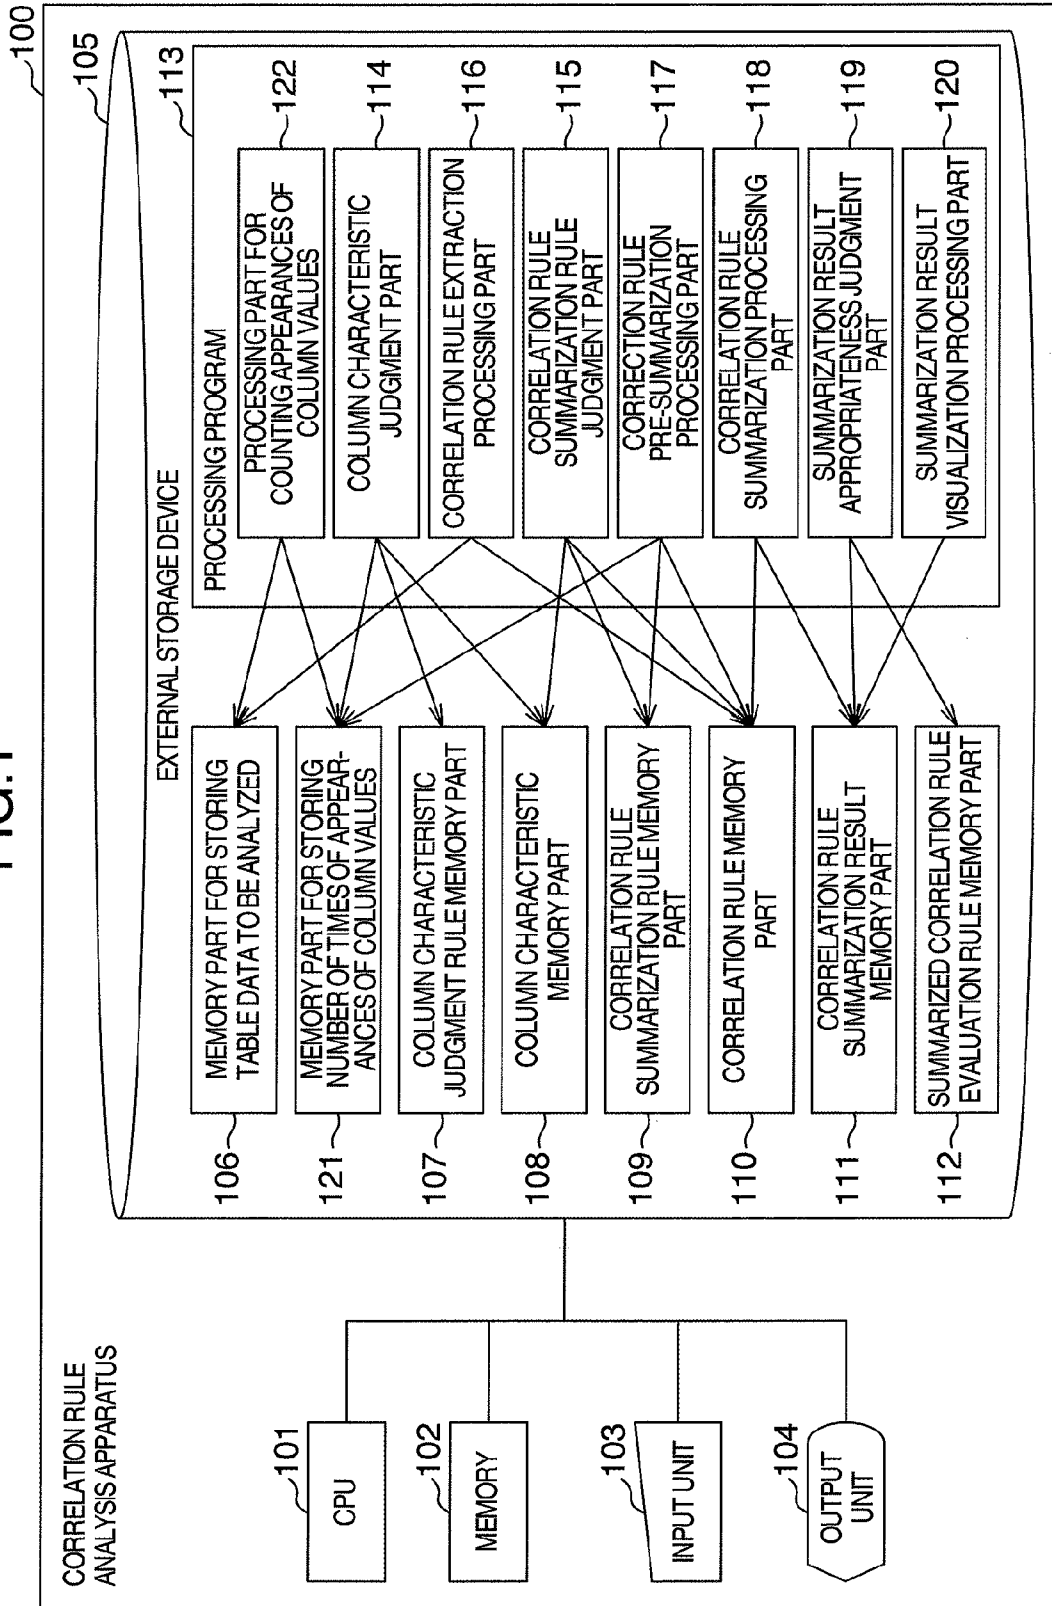 FIG.1
100
CORRELATION RULE
ANALYSIS APPARATUS
101
CPU
102
MEMORY
103
INPUT UNIT
104
OUTPUT
UNIT
105
EXTERNAL STORAGE DEVICE
106
MEMORY PART FOR STORING
TABLE DATA TO BE ANALYZED
121
MEMORY PART FOR STORING
NUMBER OF TIMES OF APPEAR-
ANCES OF COLUMN VALUES
107
COLUMN CHARACTERISTIC
JUDGMENT RULE MEMORY PART
108
COLUMN CHARACTERISTIC
MEMORY PART
109
CORRELATION RULE
SUMMARIZATION RULE MEMORY
PART
110
CORRELATION RULE MEMORY
PART
111
CORRELATION RULE
SUMMARIZATION RESULT
MEMORY PART
112
SUMMARIZED CORRELATION RULE
EVALUATION RULE MEMORY PART
113
PROCESSING PROGRAM
PROCESSING PART FOR
COUNTING APPEARANCES OF
COLUMN VALUES
122
COLUMN CHARACTERISTIC
JUDGMENT PART
114
CORRELATION RULE EXTRACTION
PROCESSING PART
116
CORRELATION RULE
SUMMARIZATION RULE
JUDGMENT PART
115
CORRECTION RULE
PRE-SUMMARIZATION
PROCESSING PART
117
CORRELATION RULE
SUMMARIZATION PROCESSING
PART
118
SUMMARIZATION RESULT
APPROPRIATENESS JUDGMENT
PART
119
SUMMARIZATION RESULT
VISUALIZATION PROCESSING PART
120